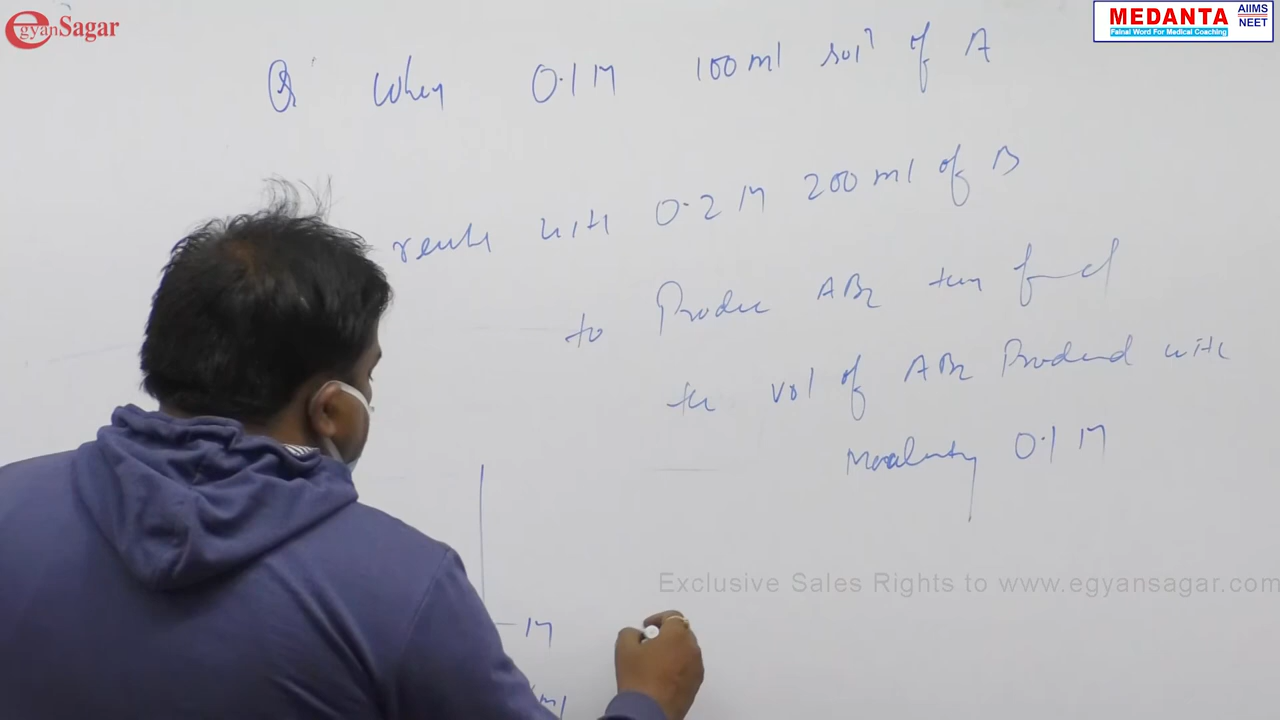 egyanSagar
MEDANTA AIIMS NEET
Fainal Word For Medical Coaching
Q. When 0.1 M 100 ml sol^n of A
with 0.2 M 200 ml of B
to Produce AB2 then find
the vol of AB2 Produced with
Molarity 0.1 M
Exclusive Sales Rights to www.egyansagar.com
M
ml